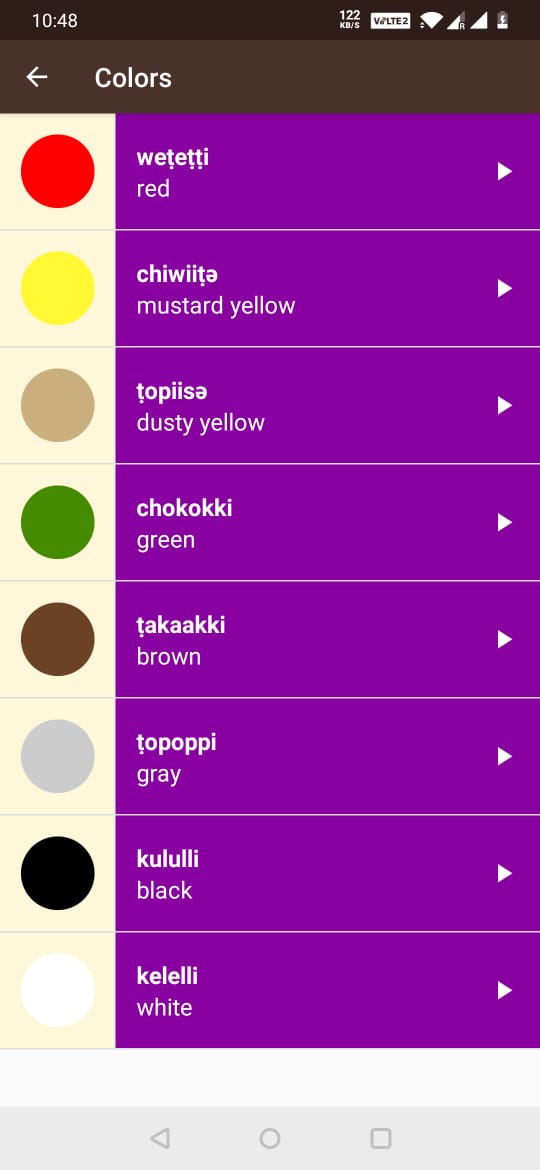 10:48
122
KB/S
VoLTE2
R
Colors
weṭeṭṭi
red
chiwiiṭə
mustard yellow
ṭopiisə
dusty yellow
chokokki
green
ṭakaakki
brown
ṭopoppi
gray
kululli
black
kelelli
white